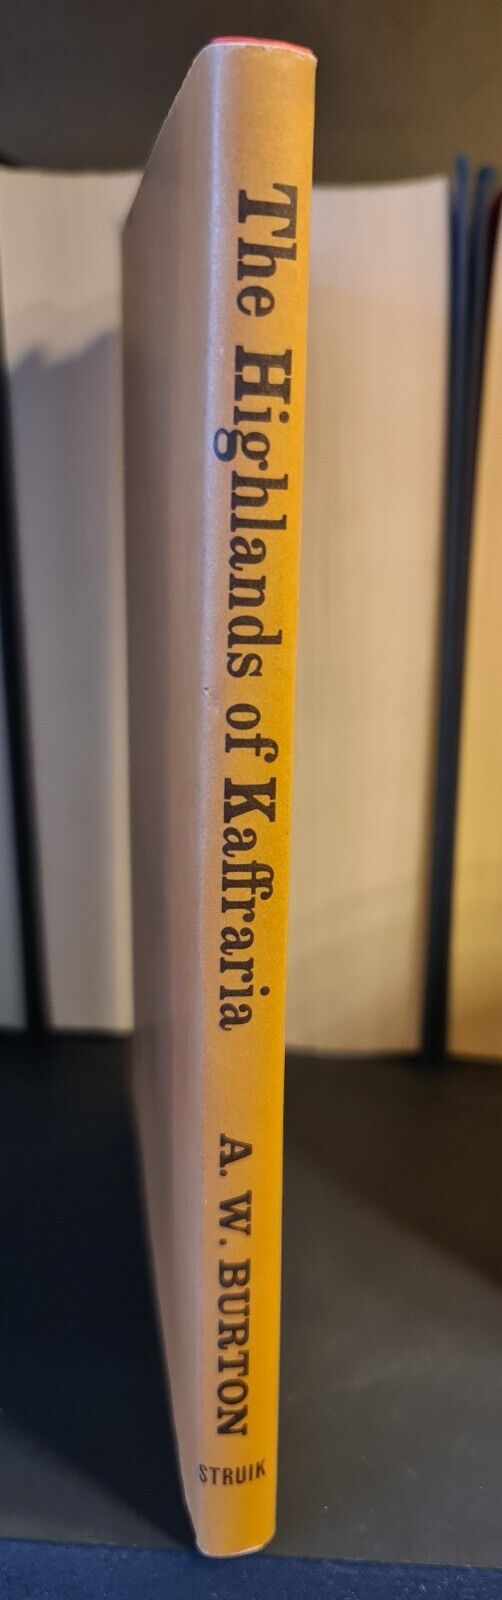 The Highlands of Kaffraria A. W. BURTON
STRUIK